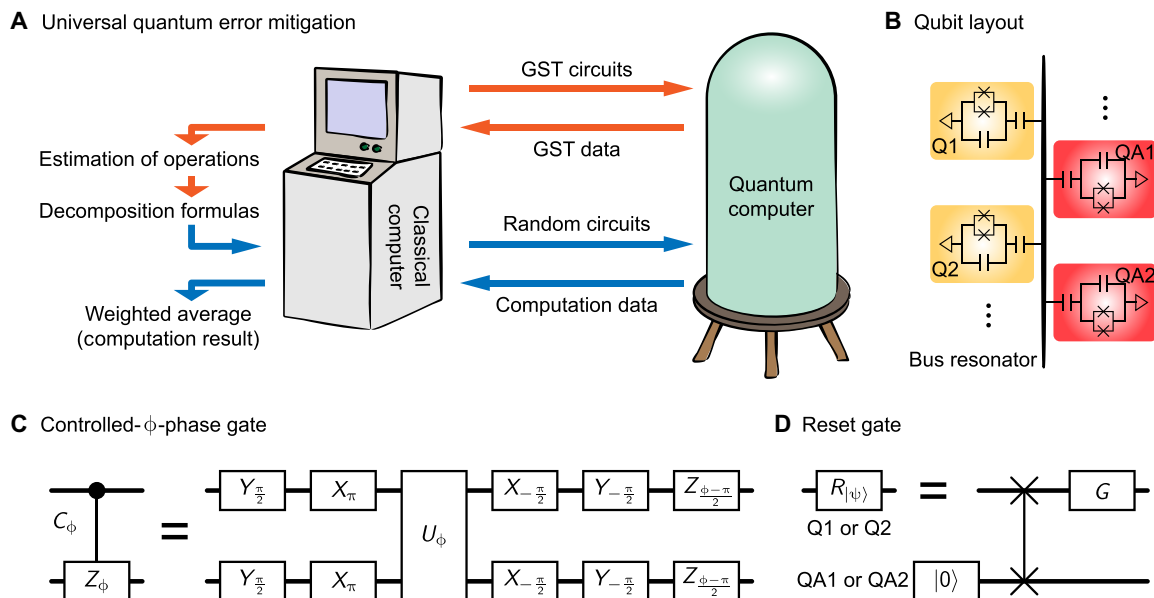 A Universal quantum error mitigation
GST circuits
GST data
Estimation of operations
Decomposition formulas
Classical
computer
Quantum
computer
Random circuits
Computation data
Weighted average
(computation result)
B Qubit layout
Q1
QA1
Q2
QA2
Bus resonator
C Controlled-ϕ-phase gate
C_ϕ
Z_ϕ
=
Y_{π/2} X_π U_ϕ X_{-π/2} Y_{-π/2} Z_{(ϕ-π)/2}
Y_{π/2} X_π X_{-π/2} Y_{-π/2} Z_{(ϕ-π)/2}
D Reset gate
R_{|ψ⟩} = G
Q1 or Q2
QA1 or QA2 |0⟩